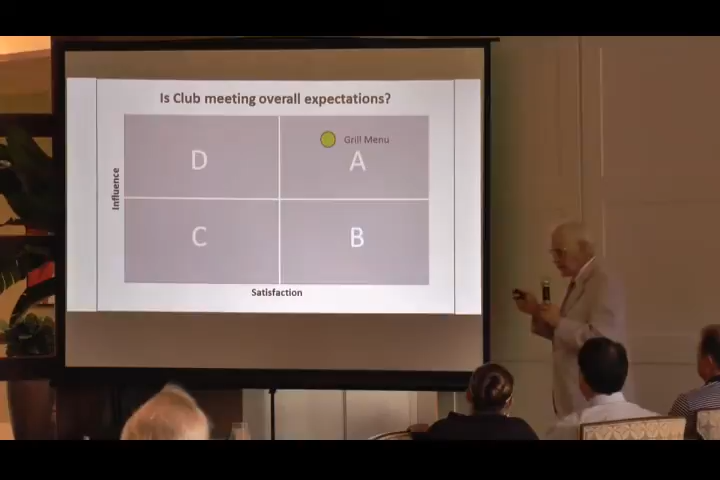 Is Club meeting overall expectations?
Grill Menu
D
A
Influence
C
B
Satisfaction